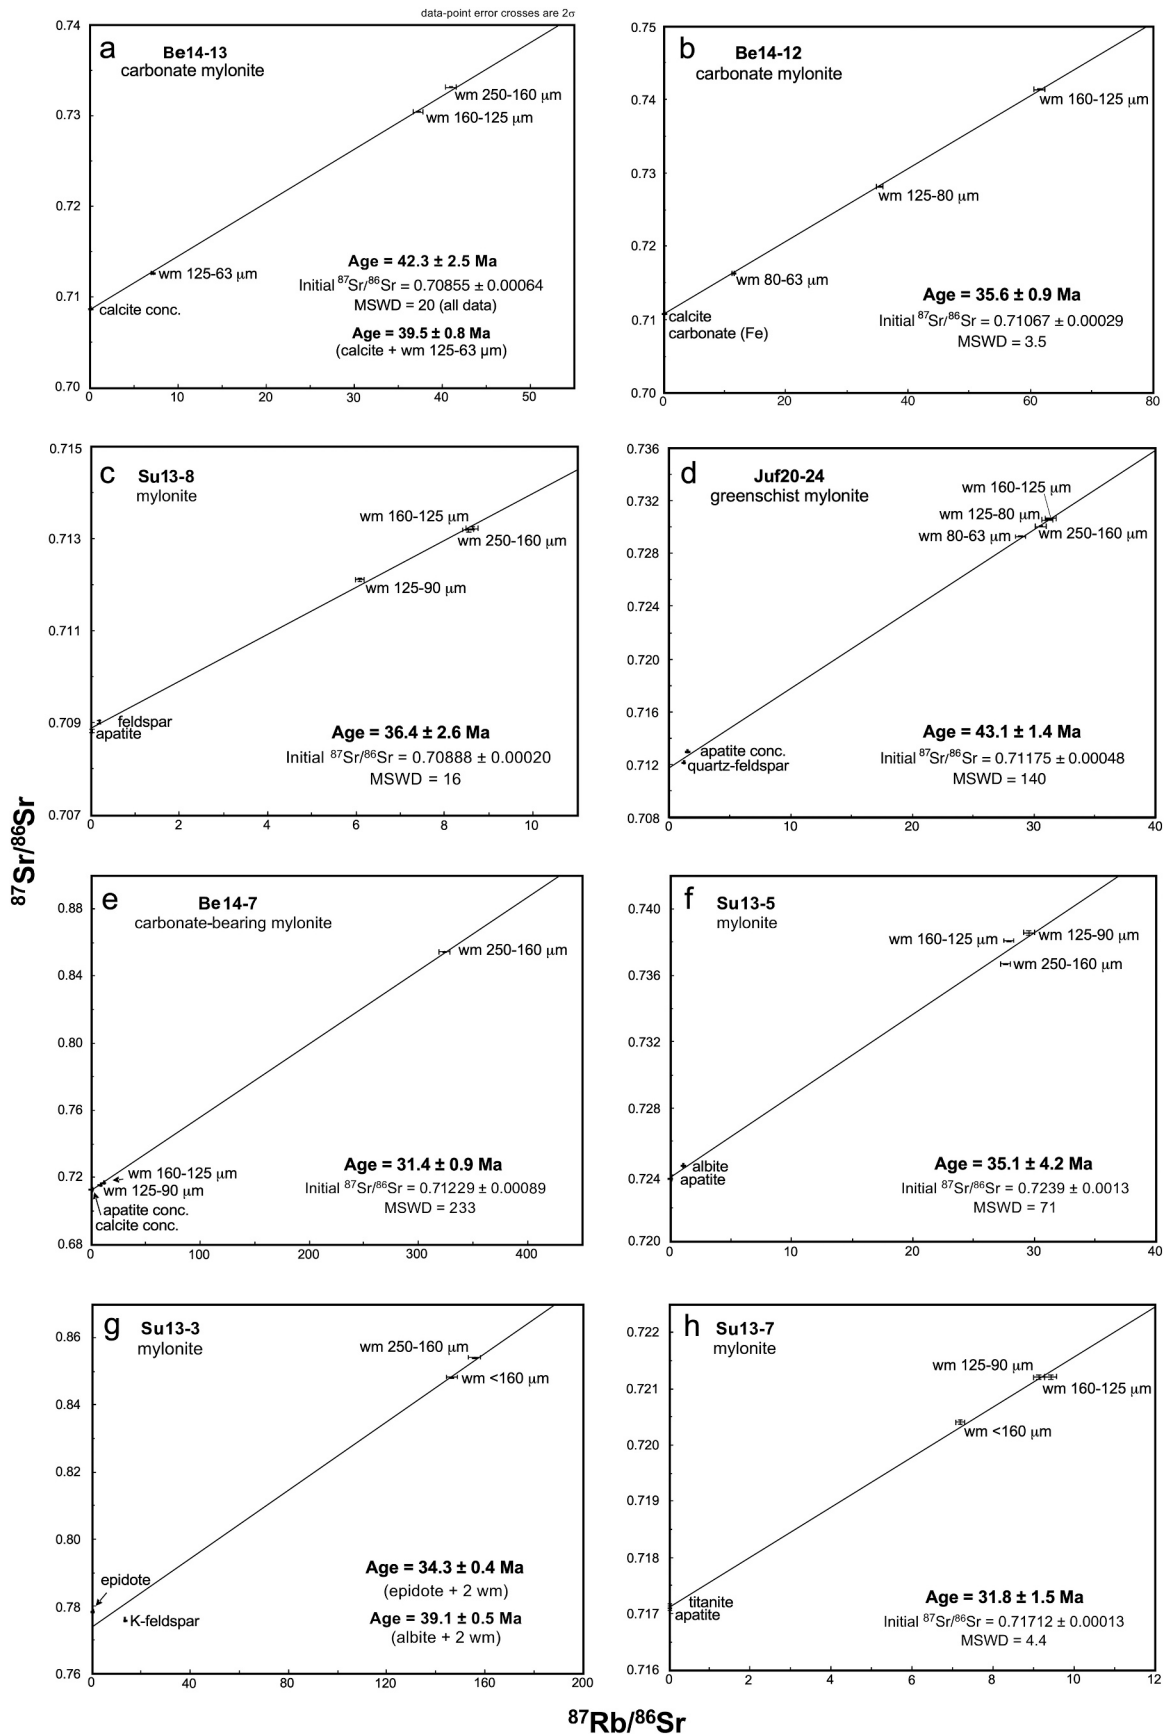 data-point error crosses are 2σ
a
Be14-13
carbonate mylonite
0.74
0.73
0.72
0.71
0.70
wm 250-160 μm
wm 160-125 μm
wm 125-63 μm
calcite conc.
Age = 42.3 ± 2.5 Ma
Initial ⁸⁷Sr/⁸⁶Sr = 0.70855 ± 0.00064
MSWD = 20 (all data)
Age = 39.5 ± 0.8 Ma
(calcite + wm 125-63 μm)
0 10 20 30 40 50
b
Be14-12
carbonate mylonite
0.75
0.74
0.73
0.72
0.71
0.70
wm 160-125 μm
wm 125-80 μm
wm 80-63 μm
calcite
carbonate (Fe)
Age = 35.6 ± 0.9 Ma
Initial ⁸⁷Sr/⁸⁶Sr = 0.71067 ± 0.00029
MSWD = 3.5
0 20 40 60 80
c
Su13-8
mylonite
0.715
0.713
0.711
0.709
0.707
wm 160-125 μm
wm 250-160 μm
wm 125-90 μm
feldspar
apatite
Age = 36.4 ± 2.6 Ma
Initial ⁸⁷Sr/⁸⁶Sr = 0.70888 ± 0.00020
MSWD = 16
0 2 4 6 8 10
d
Juf20-24
greenschist mylonite
0.736
0.732
0.728
0.724
0.720
0.716
0.712
0.708
wm 160-125 μm
wm 125-80 μm
wm 80-63 μm
wm 250-160 μm
apatite conc.
quartz-feldspar
Age = 43.1 ± 1.4 Ma
Initial ⁸⁷Sr/⁸⁶Sr = 0.71175 ± 0.00048
MSWD = 140
0 10 20 30 40
⁸⁷Sr/⁸⁶Sr
e
Be14-7
carbonate-bearing mylonite
0.88
0.84
0.80
0.76
0.72
0.68
wm 250-160 μm
wm 160-125 μm
wm 125-90 μm
apatite conc.
calcite conc.
Age = 31.4 ± 0.9 Ma
Initial ⁸⁷Sr/⁸⁶Sr = 0.71229 ± 0.00089
MSWD = 233
0 100 200 300 400
f
Su13-5
mylonite
0.740
0.736
0.732
0.728
0.724
0.720
wm 160-125 μm
wm 125-90 μm
wm 250-160 μm
albite
apatite
Age = 35.1 ± 4.2 Ma
Initial ⁸⁷Sr/⁸⁶Sr = 0.7239 ± 0.0013
MSWD = 71
0 10 20 30 40
g
Su13-3
mylonite
0.86
0.84
0.82
0.80
0.78
0.76
wm 250-160 μm
wm <160 μm
epidote
K-feldspar
Age = 34.3 ± 0.4 Ma
(epidote + 2 wm)
Age = 39.1 ± 0.5 Ma
(albite + 2 wm)
0 40 80 120 160 200
h
Su13-7
mylonite
0.722
0.721
0.720
0.719
0.718
0.717
0.716
wm 125-90 μm
wm 160-125 μm
wm <160 μm
titanite
apatite
Age = 31.8 ± 1.5 Ma
Initial ⁸⁷Sr/⁸⁶Sr = 0.71712 ± 0.00013
MSWD = 4.4
0 2 4 6 8 10 12
⁸⁷Rb/⁸⁶Sr